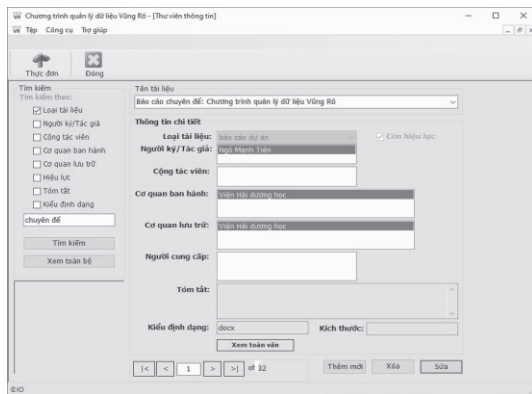 Chương trình quản lý dữ liệu Vũng Rô - [Thư viện thông tin]
Tệp Công cụ Trợ giúp
Thực đơn Đóng
Tìm kiếm
Tìm kiếm theo:
Loại tài liệu
Người ký/Tác giả
Cộng tác viên
Cơ quan ban hành
Cơ quan lưu trữ
Hiệu lực
Tóm tắt
Kiểu định dạng
chuyên đề
Tìm kiếm
Xem toàn bộ
Tên tài liệu
Báo cáo chuyên đề: Chương trình quản lý dữ liệu Vũng Rô
Thông tin chi tiết
Loại tài liệu: báo cáo dự án Còn hiệu lực
Người ký/Tác giả: Ngô Mạnh Tiến
Cộng tác viên:
Cơ quan ban hành: Viện Hải dương học
Cơ quan lưu trữ: Viện Hải dương học
Người cung cấp:
Tóm tắt:
Kiểu định dạng: docx Kích thước:
Xem toàn văn
|< < 1 > >| of 32 Thêm mới Xóa Sửa
©IO